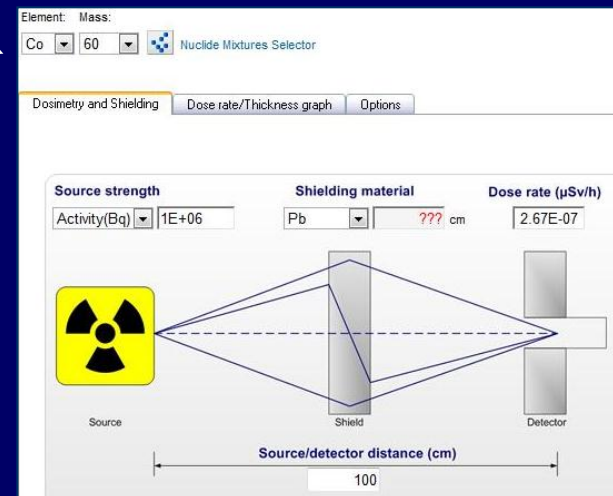 Element: Mass:
Co 60 Nuclide Mixtures Selector
Dosimetry and Shielding Dose rate/Thickness graph Options
Source strength Shielding material Dose rate (µSv/h)
Activity(Bq) 1E+06 Pb ??? cm 2.67E-07
Source Shield Detector
Source/detector distance (cm)
100